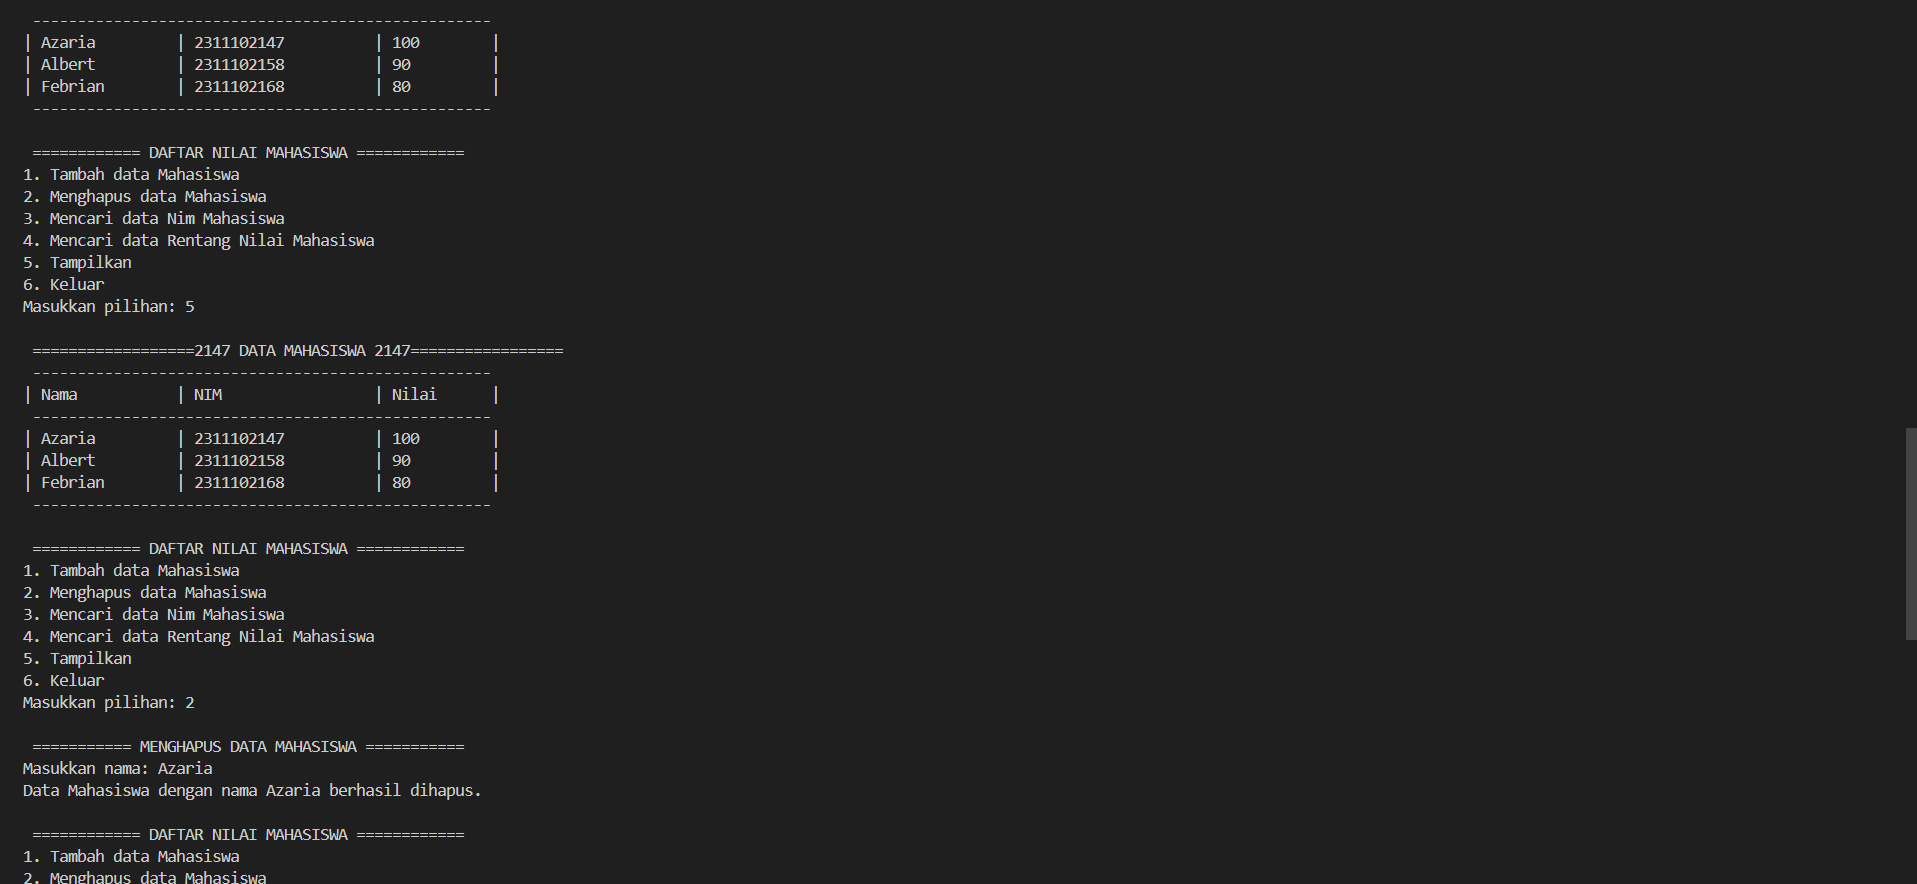 ---------------------------------------------------
| Azaria         | 2311102147          | 100        |
| Albert         | 2311102158          | 90         |
| Febrian        | 2311102168          | 80         |
---------------------------------------------------
============ DAFTAR NILAI MAHASISWA ============
1. Tambah data Mahasiswa
2. Menghapus data Mahasiswa
3. Mencari data Nim Mahasiswa
4. Mencari data Rentang Nilai Mahasiswa
5. Tampilkan
6. Keluar
Masukkan pilihan: 5
==================2147 DATA MAHASISWA 2147=================
---------------------------------------------------
| Nama           | NIM                 | Nilai      |
---------------------------------------------------
| Azaria         | 2311102147          | 100        |
| Albert         | 2311102158          | 90         |
| Febrian        | 2311102168          | 80         |
---------------------------------------------------
============ DAFTAR NILAI MAHASISWA ============
1. Tambah data Mahasiswa
2. Menghapus data Mahasiswa
3. Mencari data Nim Mahasiswa
4. Mencari data Rentang Nilai Mahasiswa
5. Tampilkan
6. Keluar
Masukkan pilihan: 2
=========== MENGHAPUS DATA MAHASISWA ===========
Masukkan nama: Azaria
Data Mahasiswa dengan nama Azaria berhasil dihapus.
============ DAFTAR NILAI MAHASISWA ============
1. Tambah data Mahasiswa
2. Menghapus data Mahasiswa